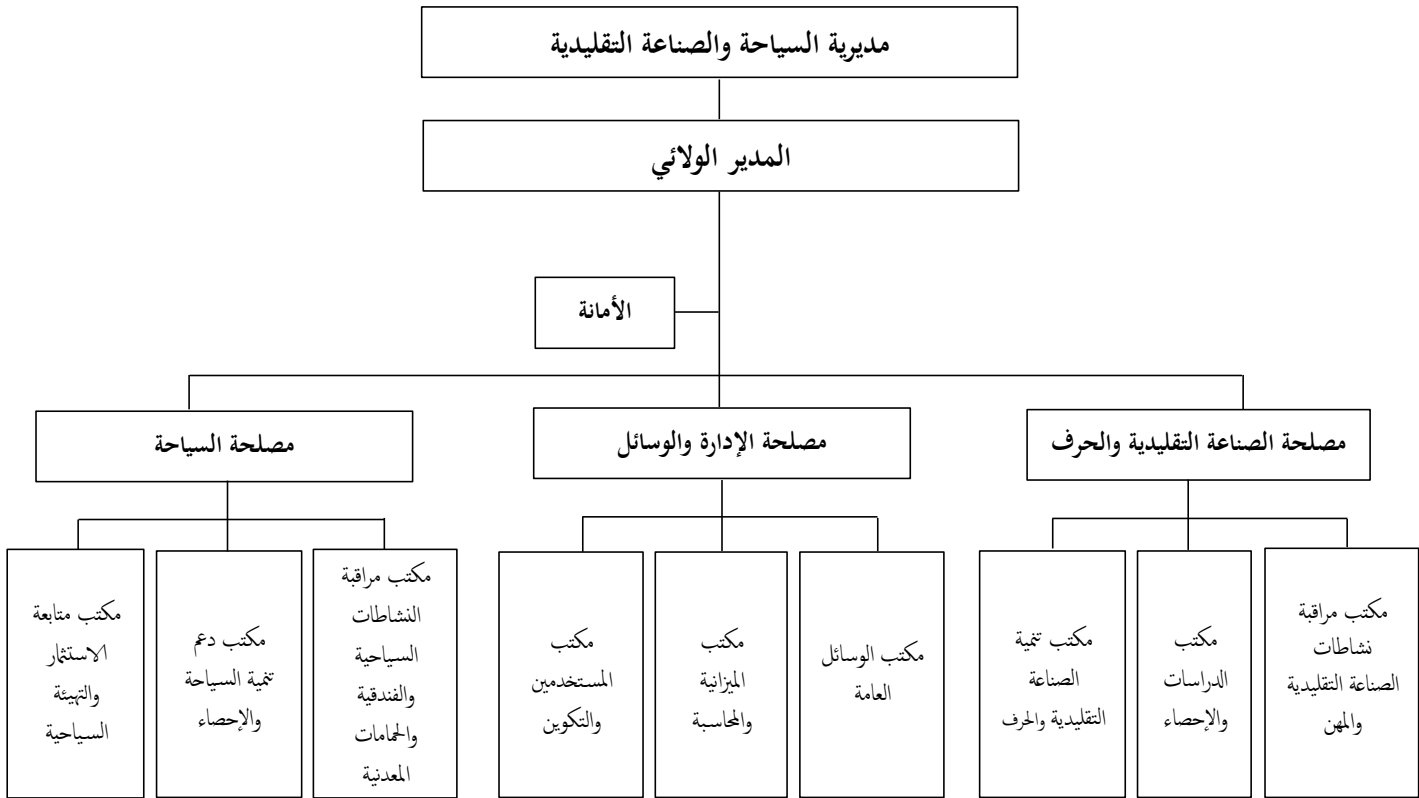 مديرية السياحة والصناعة التقليدية
المدير الولائي
الأمانة
مصلحة الصناعة التقليدية والحرف
مصلحة الإدارة والوسائل
مصلحة السياحة
مكتب مراقبة
نشاطات
الصناعة التقليدية
والمهن
مكتب
الدراسات
والإحصاء
مكتب تنمية
الصناعة
التقليدية والحرف
مكتب الوسائل
العامة
مكتب
الميزانية
والمحاسبة
مكتب
المستخدمين
والتكوين
مكتب مراقبة
النشاطات
السياحية
والفندقية
والحمامات
المعدنية
مكتب دعم
تنمية السياحة
والإحصاء
مكتب متابعة
الاستثمار
والتهيئة
السياحية